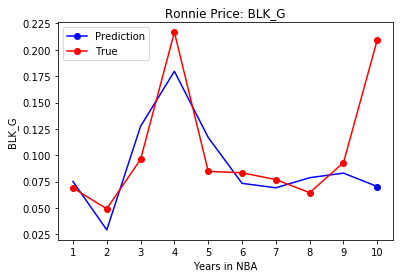 Ronnie Price: BLK_G
Prediction
True
0.225
0.200
0.175
0.150
0.125
0.100
0.075
0.050
0.025
BLK_G
1 2 3 4 5 6 7 8 9 10
Years in NBA